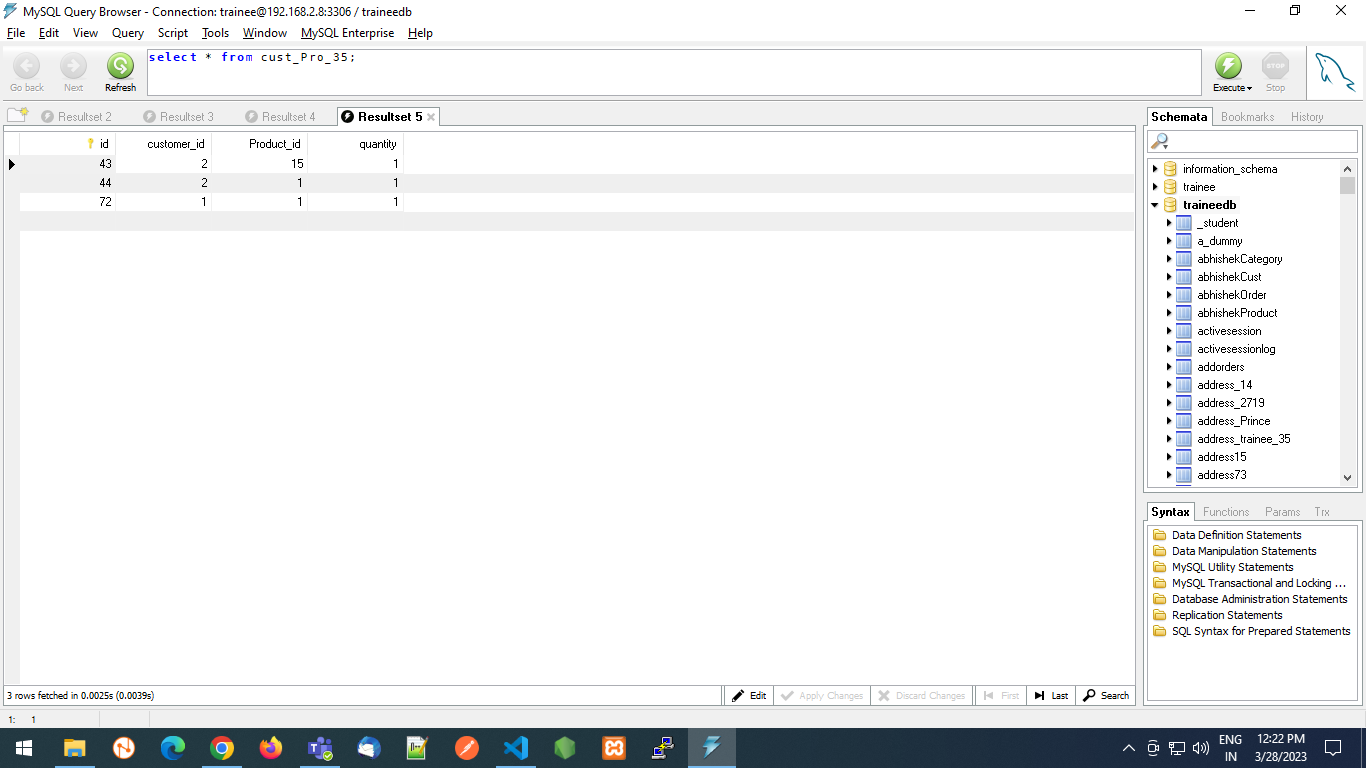 MySQL Query Browser - Connection: trainee@192.168.2.8:3306 / traineedb
File Edit View Query Script Tools Window MySQL Enterprise Help
Go back Next Refresh
select * from cust_Pro_35;
Execute Stop
Resultset 2 Resultset 3 Resultset 4 Resultset 5
id customer_id Product_id quantity
43 2 15 1
44 2 1 1
72 1 1 1
3 rows fetched in 0.0025s (0.0039s)
Edit Apply Changes Discard Changes First Last Search
1: 1
Schemata Bookmarks History
information_schema
trainee
traineedb
_student
a_dummy
abhishekCategory
abhishekCust
abhishekOrder
abhishekProduct
activesession
activesessionlog
addorders
address_14
address_2719
address_Prince
address_trainee_35
address15
address73
Syntax Functions Params Trx
Data Definition Statements
Data Manipulation Statements
MySQL Utility Statements
MySQL Transactional and Locking ...
Database Administration Statements
Replication Statements
SQL Syntax for Prepared Statements
ENG
IN
12:22 PM
3/28/2023